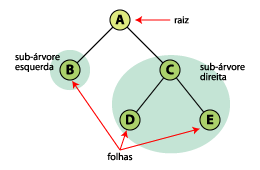 A
raiz
sub-árvore
esquerda
sub-árvore
direita
B
C
D
E
folhas